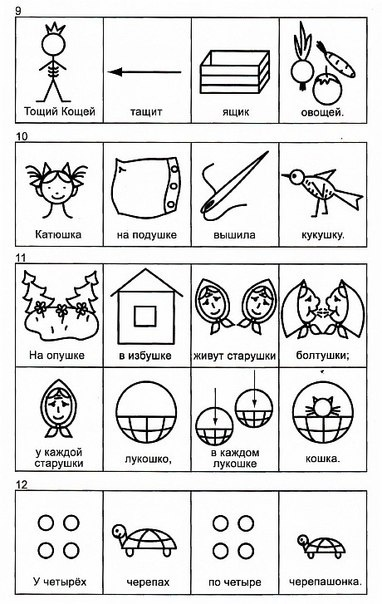 9
Тощий Кощей тащит ящик овощей.
10
Катюшка на подушке вышила кукушку.
11
На опушке в избушке живут старушки болтушки;
у каждой старушки лукошко, в каждом лукошке кошка.
12
У четырёх черепах по четыре черепашонка.